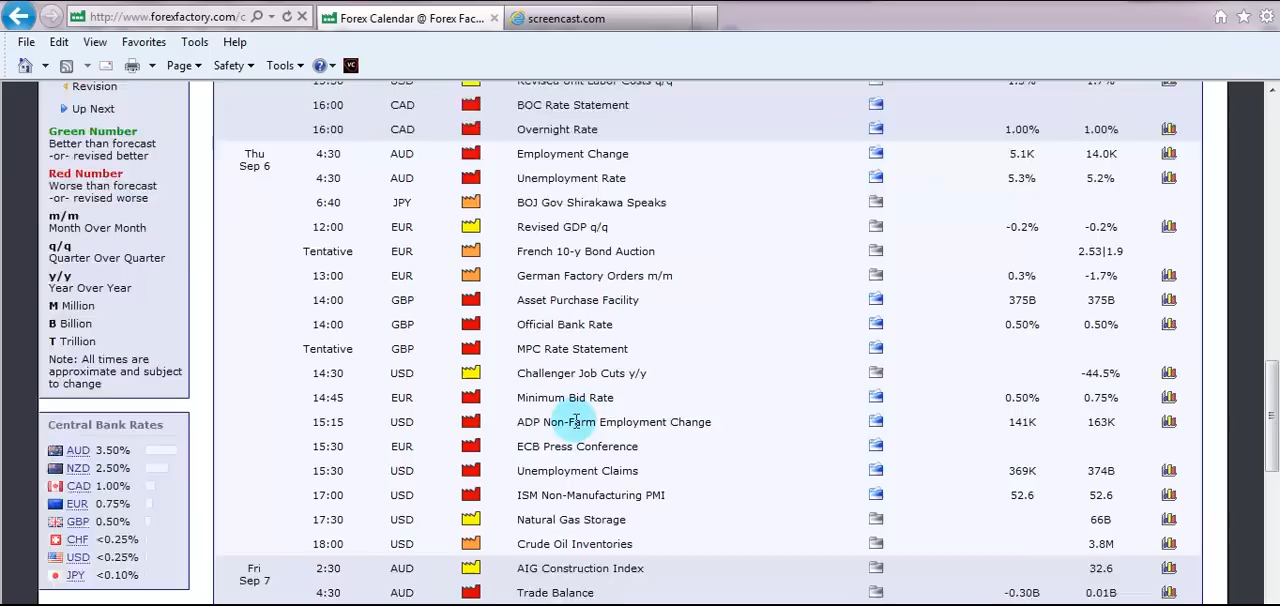 http://www.forexfactory.com/c
Forex Calendar @ Forex Fac...
screencast.com
File Edit View Favorites Tools Help
Page Safety Tools
Revision
Up Next
Green Number
Better than forecast
-or- revised better
Red Number
Worse than forecast
-or- revised worse
m/m
Month Over Month
q/q
Quarter Over Quarter
y/y
Year Over Year
M Million
B Billion
T Trillion
Note: All times are
approximate and subject
to change
Central Bank Rates
AUD 3.50%
NZD 2.50%
CAD 1.00%
EUR 0.75%
GBP 0.50%
CHF <0.25%
USD <0.25%
JPY <0.10%
USD Revised Unit Labor Costs q/q
16:00 CAD BOC Rate Statement
16:00 CAD Overnight Rate 1.00% 1.00%
Thu
Sep 6
4:30 AUD Employment Change 5.1K 14.0K
4:30 AUD Unemployment Rate 5.3% 5.2%
6:40 JPY BOJ Gov Shirakawa Speaks
12:00 EUR Revised GDP q/q -0.2% -0.2%
Tentative EUR French 10-y Bond Auction 2.53|1.9
13:00 EUR German Factory Orders m/m 0.3% -1.7%
14:00 GBP Asset Purchase Facility 375B 375B
14:00 GBP Official Bank Rate 0.50% 0.50%
Tentative GBP MPC Rate Statement
14:30 USD Challenger Job Cuts y/y -44.5%
14:45 EUR Minimum Bid Rate 0.50% 0.75%
15:15 USD ADP Non-Farm Employment Change 141K 163K
15:30 EUR ECB Press Conference
15:30 USD Unemployment Claims 369K 374B
17:00 USD ISM Non-Manufacturing PMI 52.6 52.6
17:30 USD Natural Gas Storage 66B
18:00 USD Crude Oil Inventories 3.8M
Fri
Sep 7
2:30 AUD AIG Construction Index 32.6
4:30 AUD Trade Balance -0.30B 0.01B